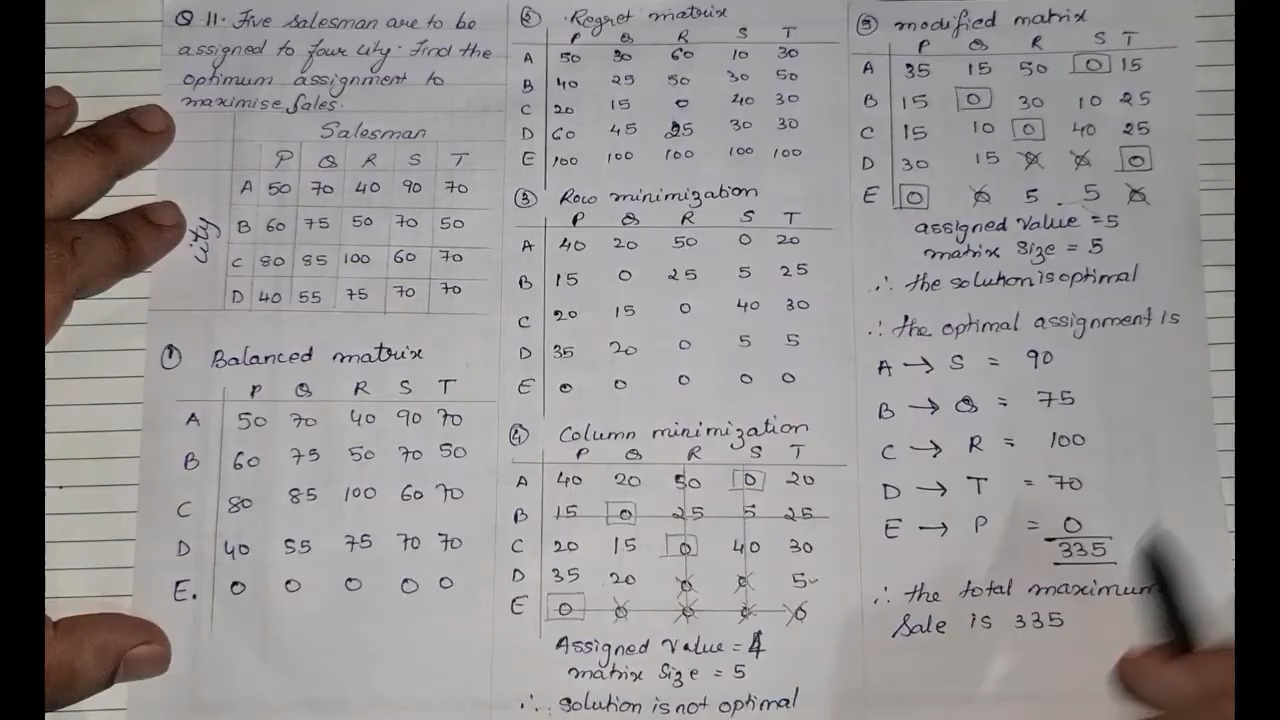 Q 11. Five salesman are to be
assigned to four city. Find the
optimum assignment to
maximise sales.
Salesman
P Q R S T
City
A 50 70 40 90 70
B 60 75 50 70 50
C 80 85 100 60 70
D 40 55 75 70 70
① Balanced matrix
P Q R S T
A 50 70 40 90 70
B 60 75 50 70 50
C 80 85 100 60 70
D 40 55 75 70 70
E. 0 0 0 0 0
② Regret matrix
P Q R S T
A 50 30 60 10 30
B 40 25 50 30 50
C 20 15 0 40 30
D 60 45 25 30 30
E 100 100 100 100 100
③ Row minimization
P Q R S T
A 40 20 50 0 20
B 15 0 25 5 25
C 20 15 0 40 30
D 35 20 0 5 5
E 0 0 0 0 0
④ Column minimization
P Q R S T
A 40 20 50 0 20
B 15 0 25 5 25
C 20 15 0 40 30
D 35 20 0 0 5
E 0 0 0 0 0
Assigned value = 4
matrix size = 5
∴ solution is not optimal
⑤ modified matrix
P Q R S T
A 35 15 50 0 15
B 15 0 30 10 25
C 15 10 0 40 25
D 30 15 0 0 0
E 0 0 5 5 0
assigned value = 5
matrix size = 5
∴ the solution is optimal
∴ the optimal assignment is
A → S = 90
B → Q = 75
C → R = 100
D → T = 70
E → P = 0
335
∴ the total maximum
sale is 335